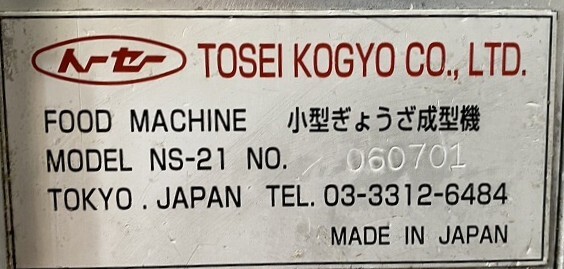 トーセー TOSEI KOGYO CO., LTD.
FOOD MACHINE 小型ぎょうざ成型機
MODEL NS-21 NO. 060701
TOKYO . JAPAN TEL. 03-3312-6484
MADE IN JAPAN